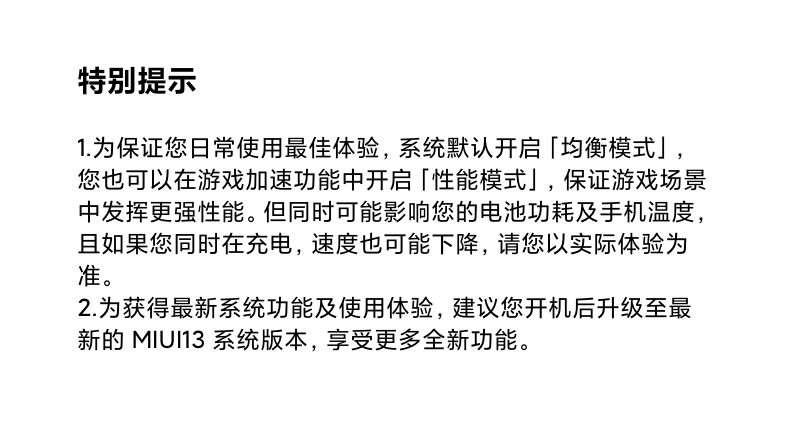 特别提示
1.为保证您日常使用最佳体验，系统默认开启「均衡模式」，
您也可以在游戏加速功能中开启「性能模式」，保证游戏场景
中发挥更强性能。但同时可能影响您的电池功耗及手机温度，
且如果您同时在充电，速度也可能下降，请您以实际体验为
准。
2.为获得最新系统功能及使用体验，建议您开机后升级至最
新的 MIUI13 系统版本，享受更多全新功能。